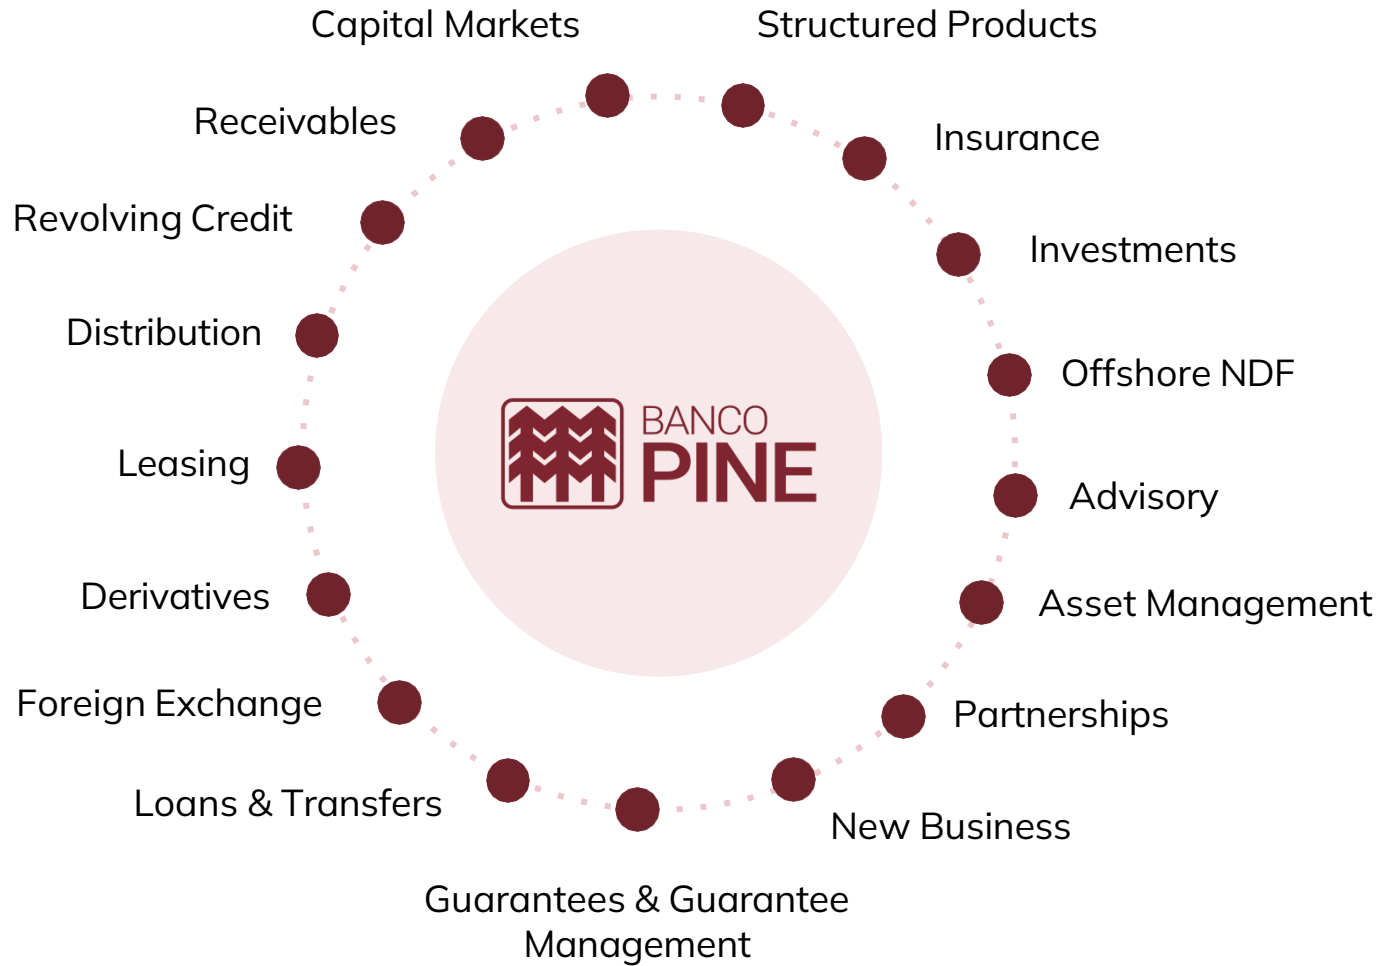 Capital Markets
Structured Products
Receivables
Insurance
Revolving Credit
Investments
Distribution
Offshore NDF
BANCO
PINE
Leasing
Advisory
Derivatives
Asset Management
Foreign Exchange
Partnerships
Loans & Transfers
New Business
Guarantees & Guarantee
Management